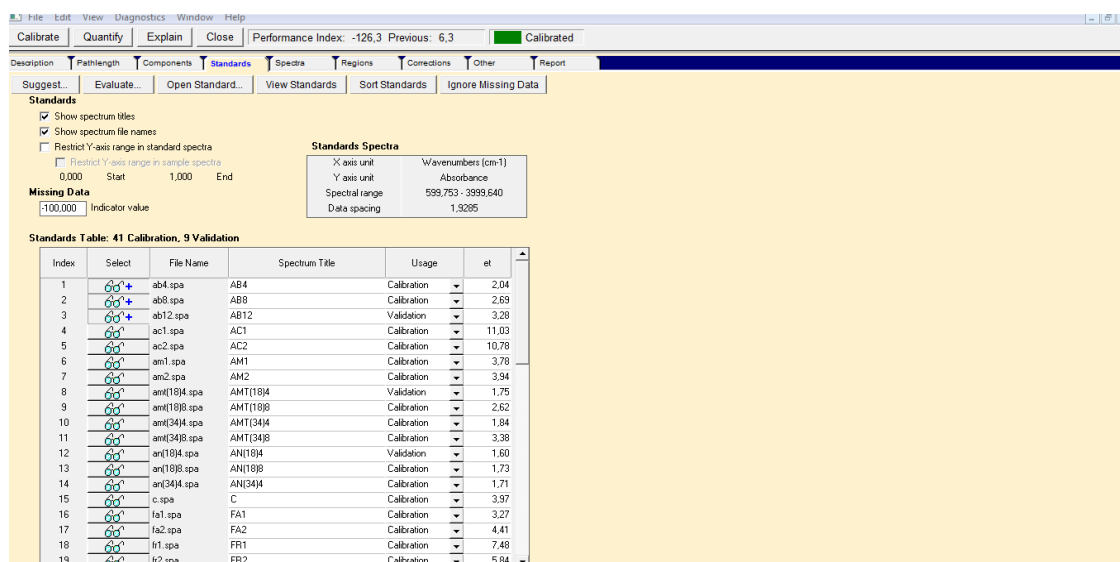 File Edit View Diagnostics Window Help
Calibrate Quantify Explain Close Performance Index: -126,3 Previous: 6,3 Calibrated
Description Pathlength Components Standards Spectra Regions Corrections Other Report
Suggest... Evaluate... Open Standard... View Standards Sort Standards Ignore Missing Data
Standards
Show spectrum titles
Show spectrum file names
Restrict Y-axis range in standard spectra
Restrict Y-axis range in sample spectra
0,000 Start 1,000 End
Missing Data
-100,000 Indicator value
Standards Spectra
X axis unit Wavenumbers (cm-1)
Y axis unit Absorbance
Spectral range 599,753 - 3999,640
Data spacing 1,9285
Standards Table: 41 Calibration, 9 Validation
Index Select File Name Spectrum Title Usage et
1 ab4.spa AB4 Calibration 2,04
2 ab8.spa AB8 Calibration 2,69
3 ab12.spa AB12 Validation 3,28
4 ac1.spa AC1 Calibration 11,03
5 ac2.spa AC2 Calibration 10,78
6 am1.spa AM1 Calibration 3,78
7 am2.spa AM2 Calibration 3,94
8 amt(18)4.spa AMT(18)4 Validation 1,75
9 amt(18)8.spa AMT(18)8 Calibration 2,62
10 amt(34)4.spa AMT(34)4 Calibration 1,84
11 amt(34)8.spa AMT(34)8 Calibration 3,38
12 an(18)4.spa AN(18)4 Validation 1,60
13 an(18)8.spa AN(18)8 Calibration 1,73
14 an(34)4.spa AN(34)4 Calibration 1,71
15 c.spa C Calibration 3,97
16 fa1.spa FA1 Calibration 3,27
17 fa2.spa FA2 Calibration 4,41
18 fr1.spa FR1 Calibration 7,48
19 fr2.spa FR2 Calibration 5,84